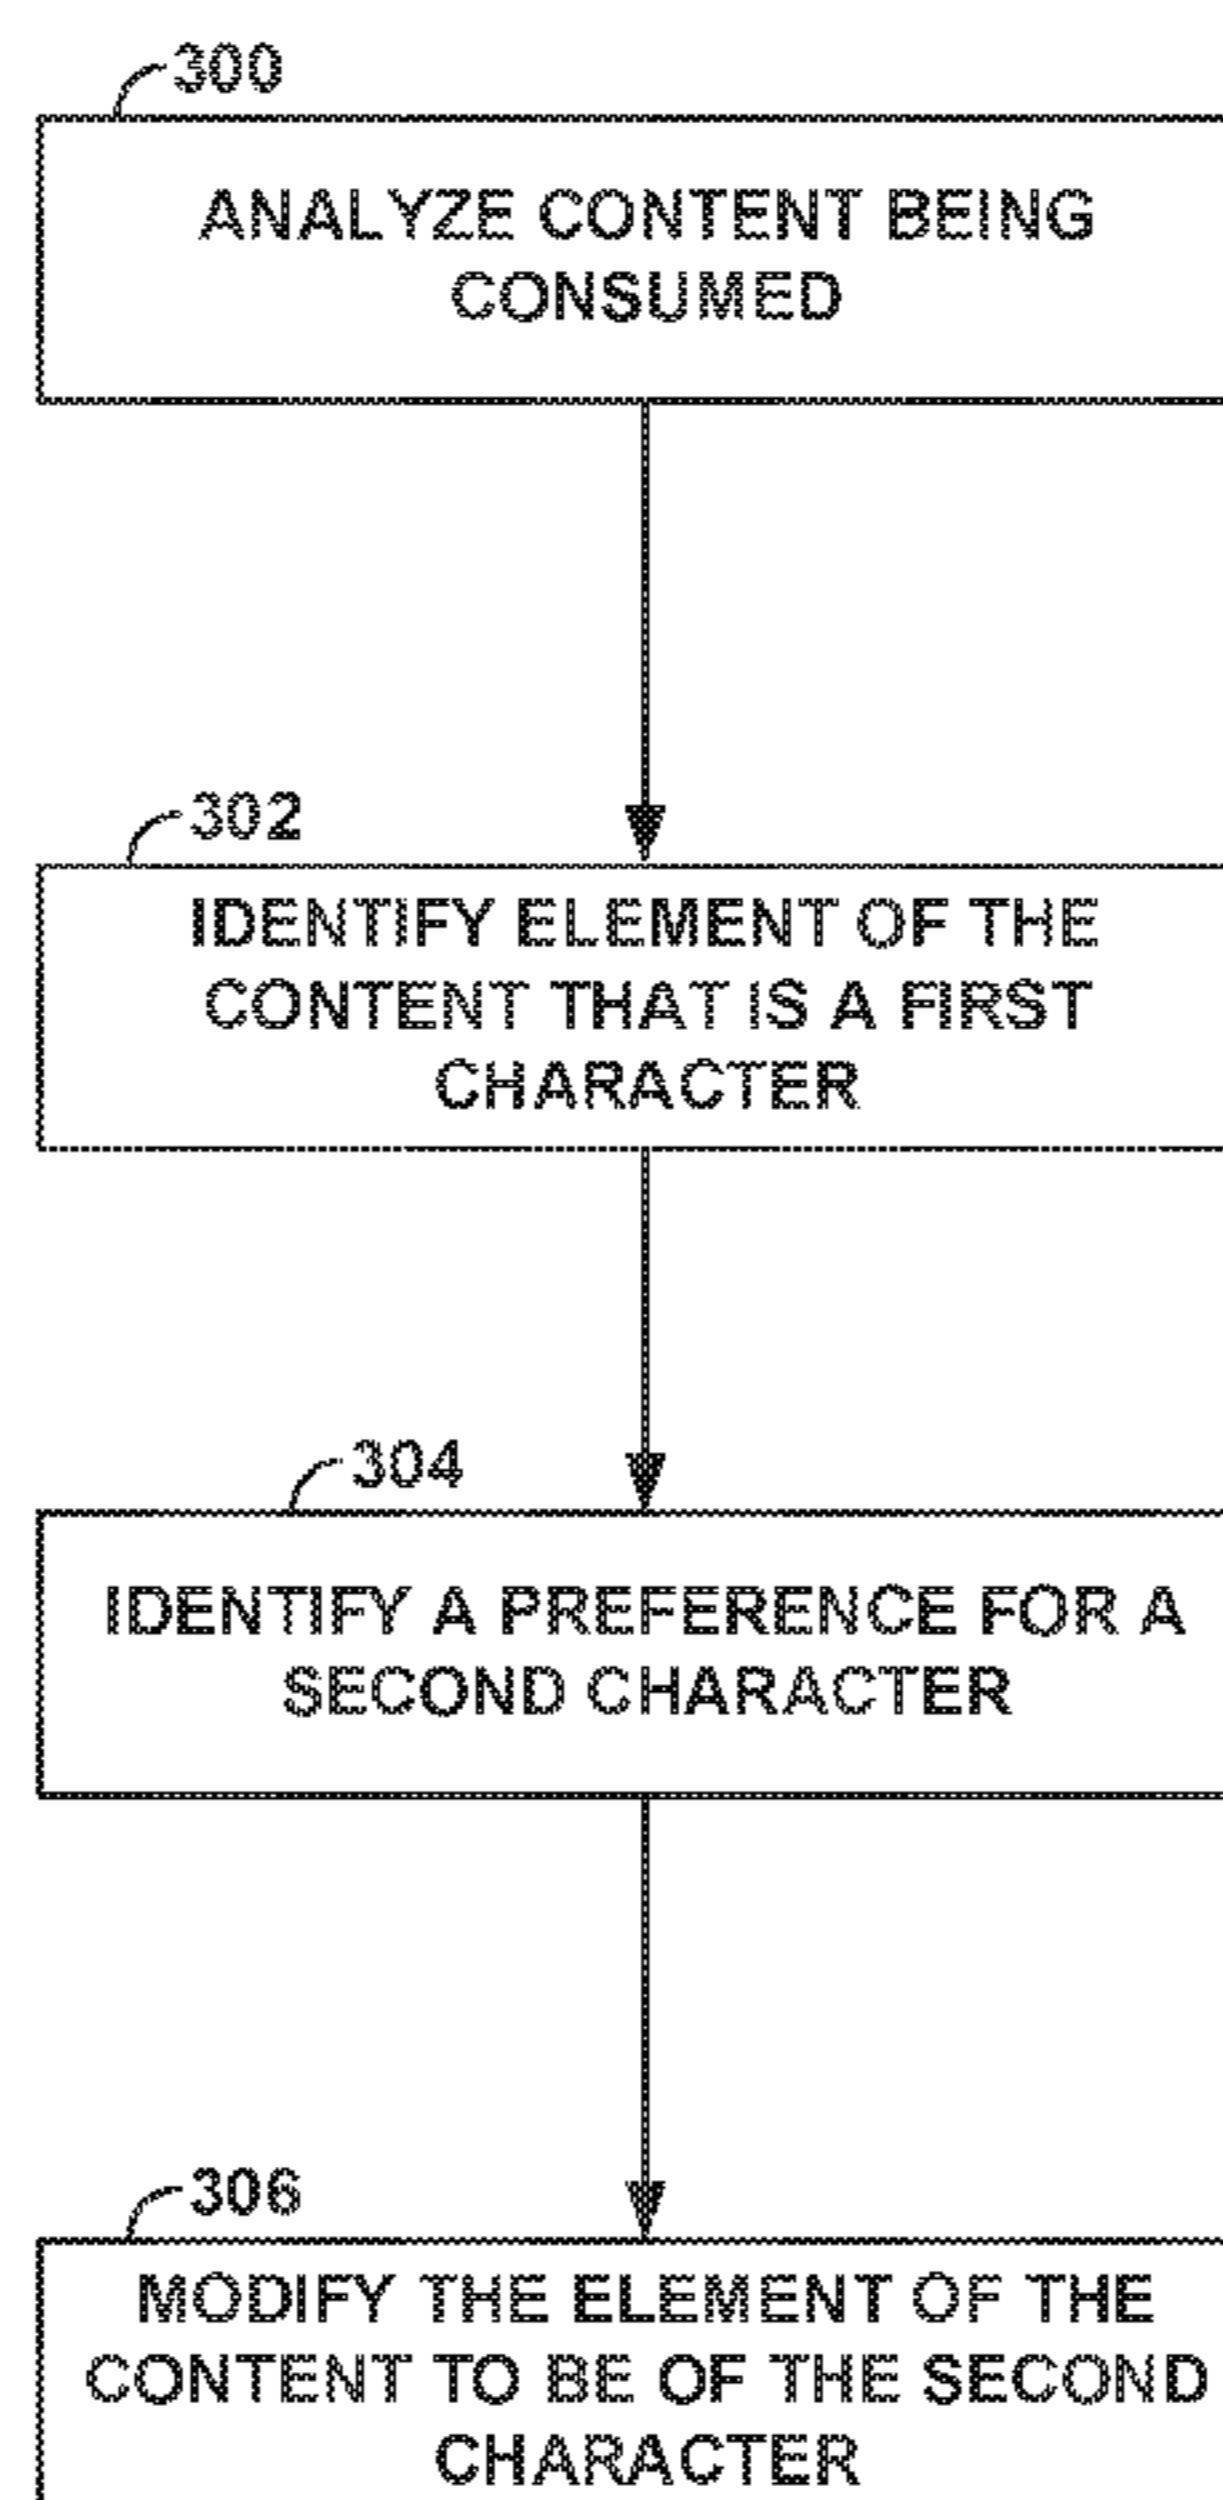 300
ANALYZE CONTENT BEING
CONSUMED
302
IDENTIFY ELEMENT OF THE
CONTENT THAT IS A FIRST
CHARACTER
304
IDENTIFY A PREFERENCE FOR A
SECOND CHARACTER
306
MODIFY THE ELEMENT OF THE
CONTENT TO BE OF THE SECOND
CHARACTER